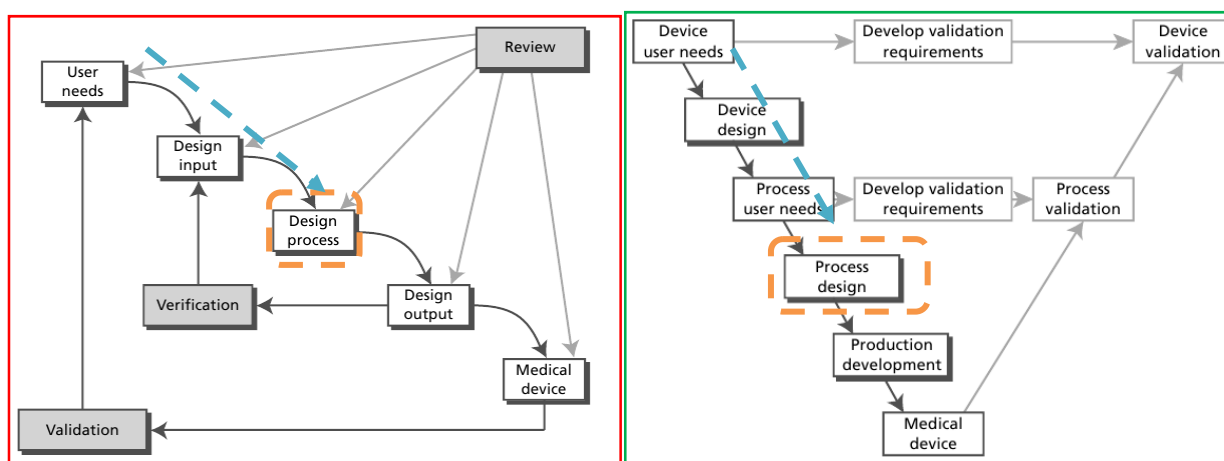 Review
User
needs
Design
input
Design
process
Verification
Design
output
Medical
device
Validation
Device
user needs
Develop validation
requirements
Device
validation
Device
design
Process
user needs
Develop validation
requirements
Process
validation
Process
design
Production
development
Medical
device